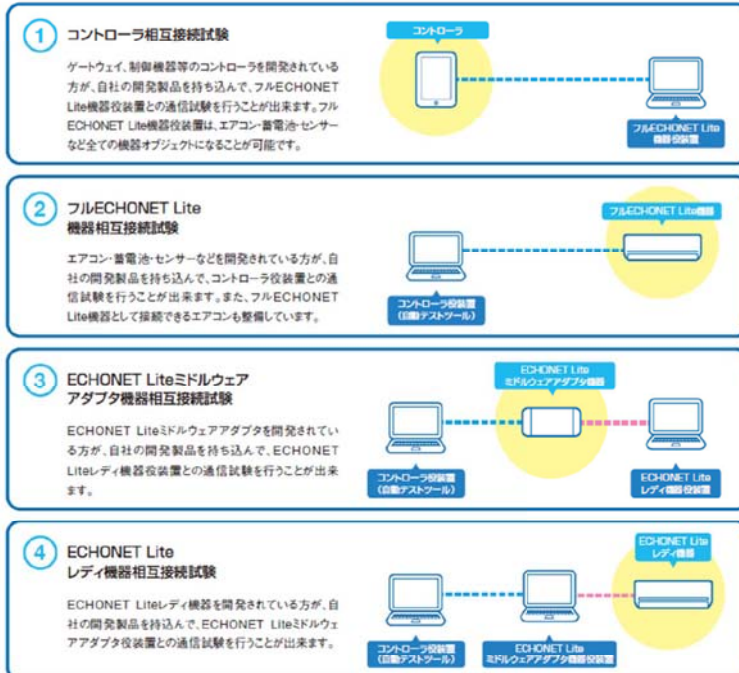 1 コントローラ相互接続試験
ゲートウェイ、制御機器等のコントローラを開発されている
方が、自社の開発製品を持ち込んで、フルECHONET
Lite機器役装置との通信試験を行うことが出来ます。フル
ECHONET Lite機器役装置は、エアコン・蓄電池・センサー
など全ての機器オブジェクトになることが可能です。
コントローラ
フルECHONET Lite
機器役装置
2 フルECHONET Lite
機器相互接続試験
エアコン・蓄電池・センサーなどを開発されている方が、自
社の開発製品を持ち込んで、コントローラ役装置との通
信試験を行うことが出来ます。また、フルECHONET
Lite機器として接続できるエアコンも整備しています。
フルECHONET Lite機器
コントローラ役装置
(自動テストツール)
3 ECHONET Liteミドルウェア
アダプタ機器相互接続試験
ECHONET Liteミドルウェアアダプタを開発されてい
る方が、自社の開発製品を持ち込んで、ECHONET
Liteレディ機器役装置との通信試験を行うことが出来
ます。
ECHONET Lite
ミドルウェアアダプタ機器
コントローラ役装置
(自動テストツール)
ECHONET Lite
レディ機器役装置
4 ECHONET Lite
レディ機器相互接続試験
ECHONET Liteレディ機器を開発されている方が、自
社の開発製品を持込んで、ECHONET Liteミドルウェ
アアダプタ役装置との通信試験を行うことが出来ます。
ECHONET Lite
レディ機器
コントローラ役装置
(自動テストツール)
ECHONET Lite
ミドルウェアアダプタ機器役装置